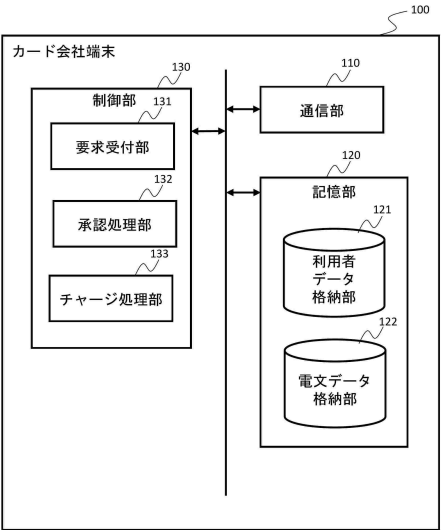 100
カード会社端末
130
制御部
131
要求受付部
132
承認処理部
133
チャージ処理部
110
通信部
120
記憶部
121
利用者
データ
格納部
122
電文データ
格納部